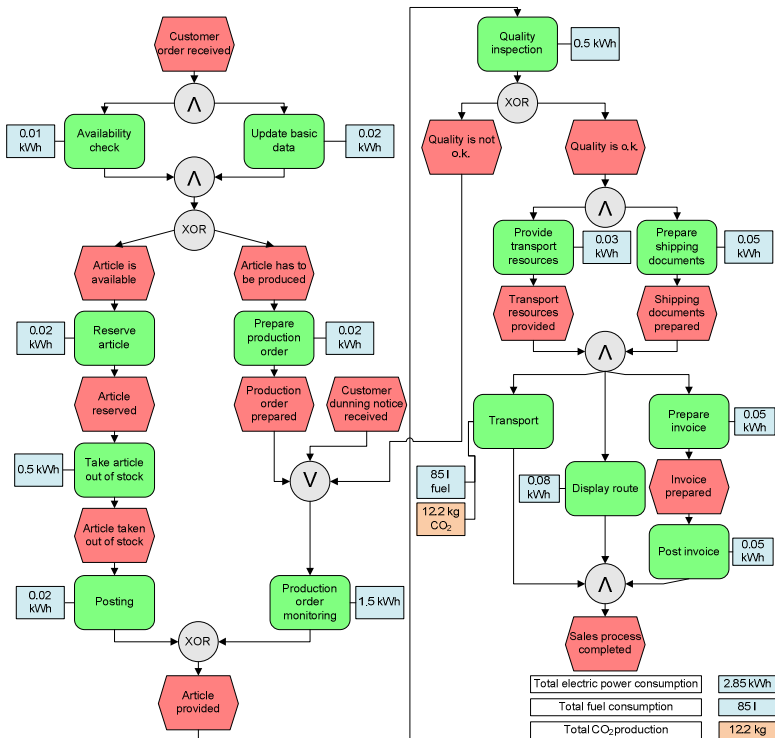 Customer
order received
Λ
0.01
kWh
Availability
check
Update basic
data
0.02
kWh
Λ
XOR
Article is
available
Article has to
be produced
0.02
kWh
Reserve
article
Prepare
production
order
0.02
kWh
Article
reserved
Production
order
prepared
Customer
dunning notice
received
0.5 kWh
Take article
out of stock
V
Article taken
out of stock
0.02
kWh
Posting
Production
order
monitoring
1.5 kWh
XOR
Article
provided
Quality
inspection
0.5 kWh
XOR
Quality is not
o.k.
Quality is o.k.
Λ
Provide
transport
resources
0.03
kWh
Prepare
shipping
documents
0.05
kWh
Transport
resources
provided
Shipping
documents
prepared
Λ
Transport
Prepare
invoice
0.05
kWh
85 l
fuel
12.2 kg
CO2
0.08
kWh
Display route
Invoice
prepared
Post invoice
0.05
kWh
Λ
Sales process
completed
Total electric power consumption
2.85 kWh
Total fuel consumption
85 l
Total CO2production
12.2 kg